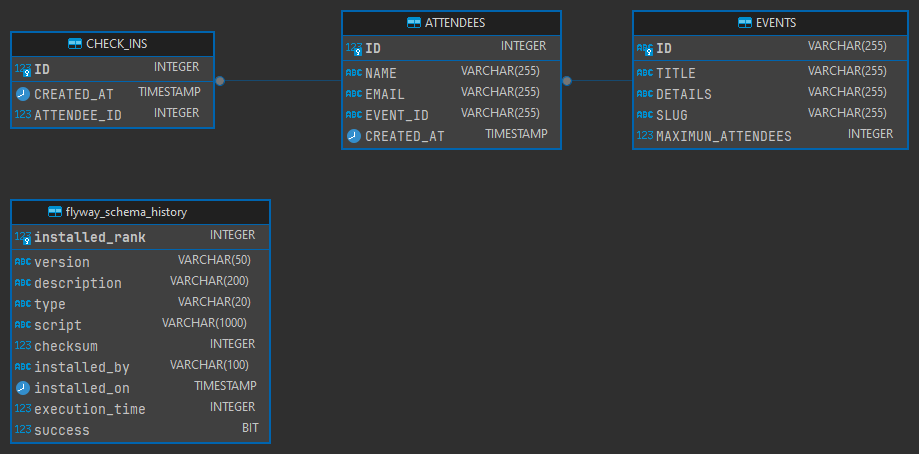 CHECK_INS
123 ID INTEGER
CREATED_AT TIMESTAMP
123 ATTENDEE_ID INTEGER
ATTENDEES
123 ID INTEGER
ABC NAME VARCHAR(255)
ABC EMAIL VARCHAR(255)
ABC EVENT_ID VARCHAR(255)
CREATED_AT TIMESTAMP
EVENTS
ABC ID VARCHAR(255)
ABC TITLE VARCHAR(255)
ABC DETAILS VARCHAR(255)
ABC SLUG VARCHAR(255)
123 MAXIMUN_ATTENDEES INTEGER
flyway_schema_history
123 installed_rank INTEGER
ABC version VARCHAR(50)
ABC description VARCHAR(200)
ABC type VARCHAR(20)
ABC script VARCHAR(1000)
123 checksum INTEGER
ABC installed_by VARCHAR(100)
installed_on TIMESTAMP
123 execution_time INTEGER
123 success BIT